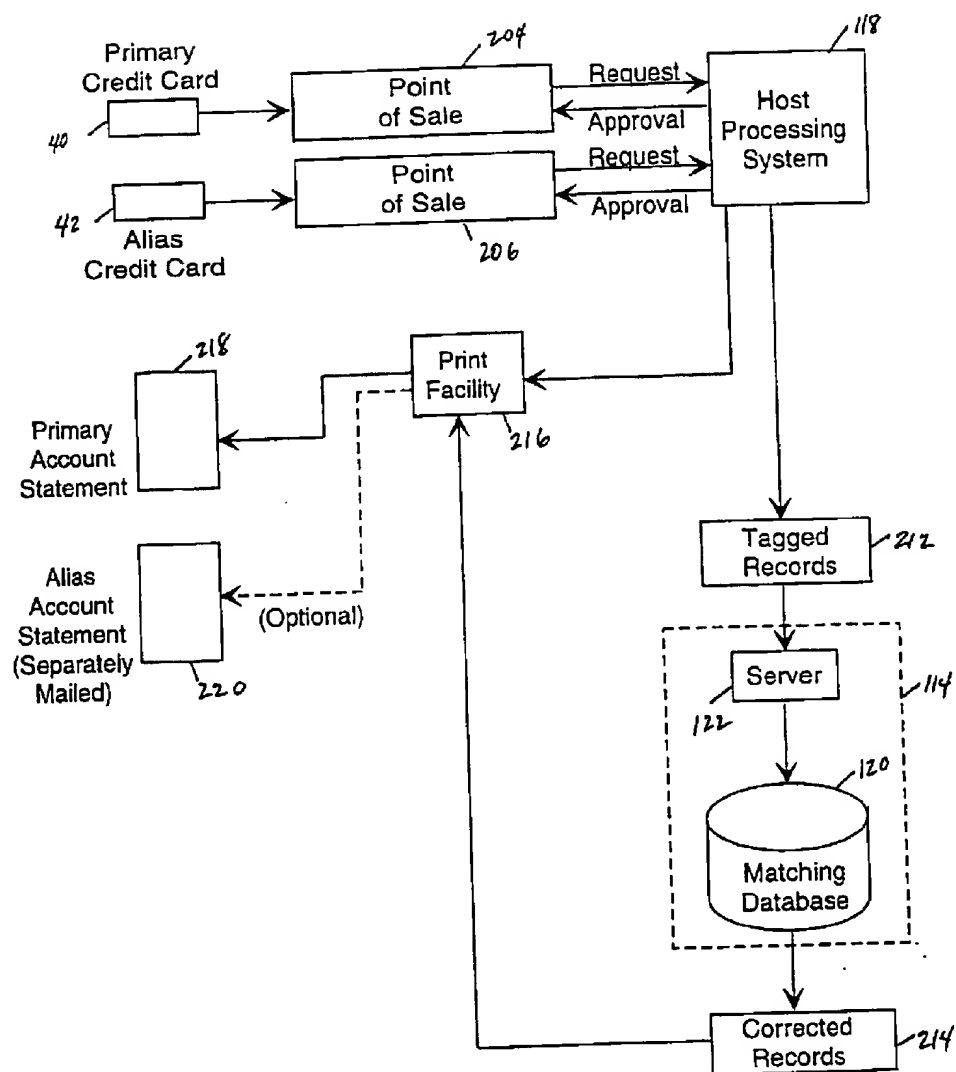 Primary
Credit Card
40
204
Point
of Sale
Request
Approval
118
Host
Processing
System
42
Alias
Credit Card
Point
of Sale
206
Request
Approval
218
Primary
Account
Statement
Print
Facility
216
Alias
Account
Statement
(Separately
Mailed)
220
(Optional)
Tagged
Records
212
Server
122
114
120
Matching
Database
Corrected
Records
214